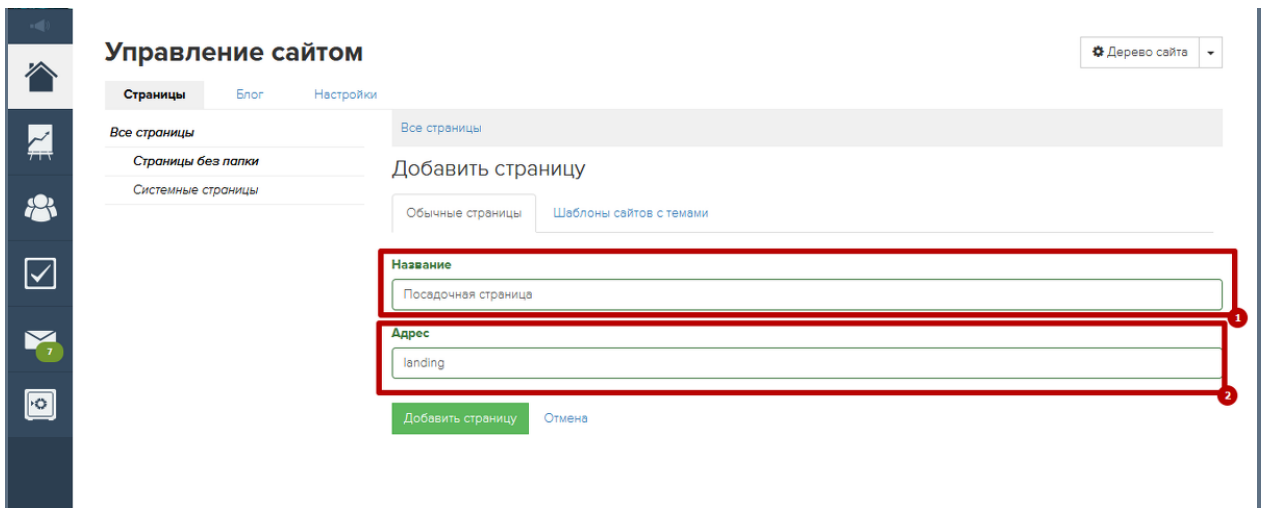 Управление сайтом
Дерево сайта
Страницы Блог Настройки
Все страницы
Страницы без папки
Системные страницы
Все страницы
Добавить страницу
Обычные страницы Шаблоны сайтов с темами
Название
Посадочная страница
1
Адрес
landing
2
Добавить страницу Отмена
7